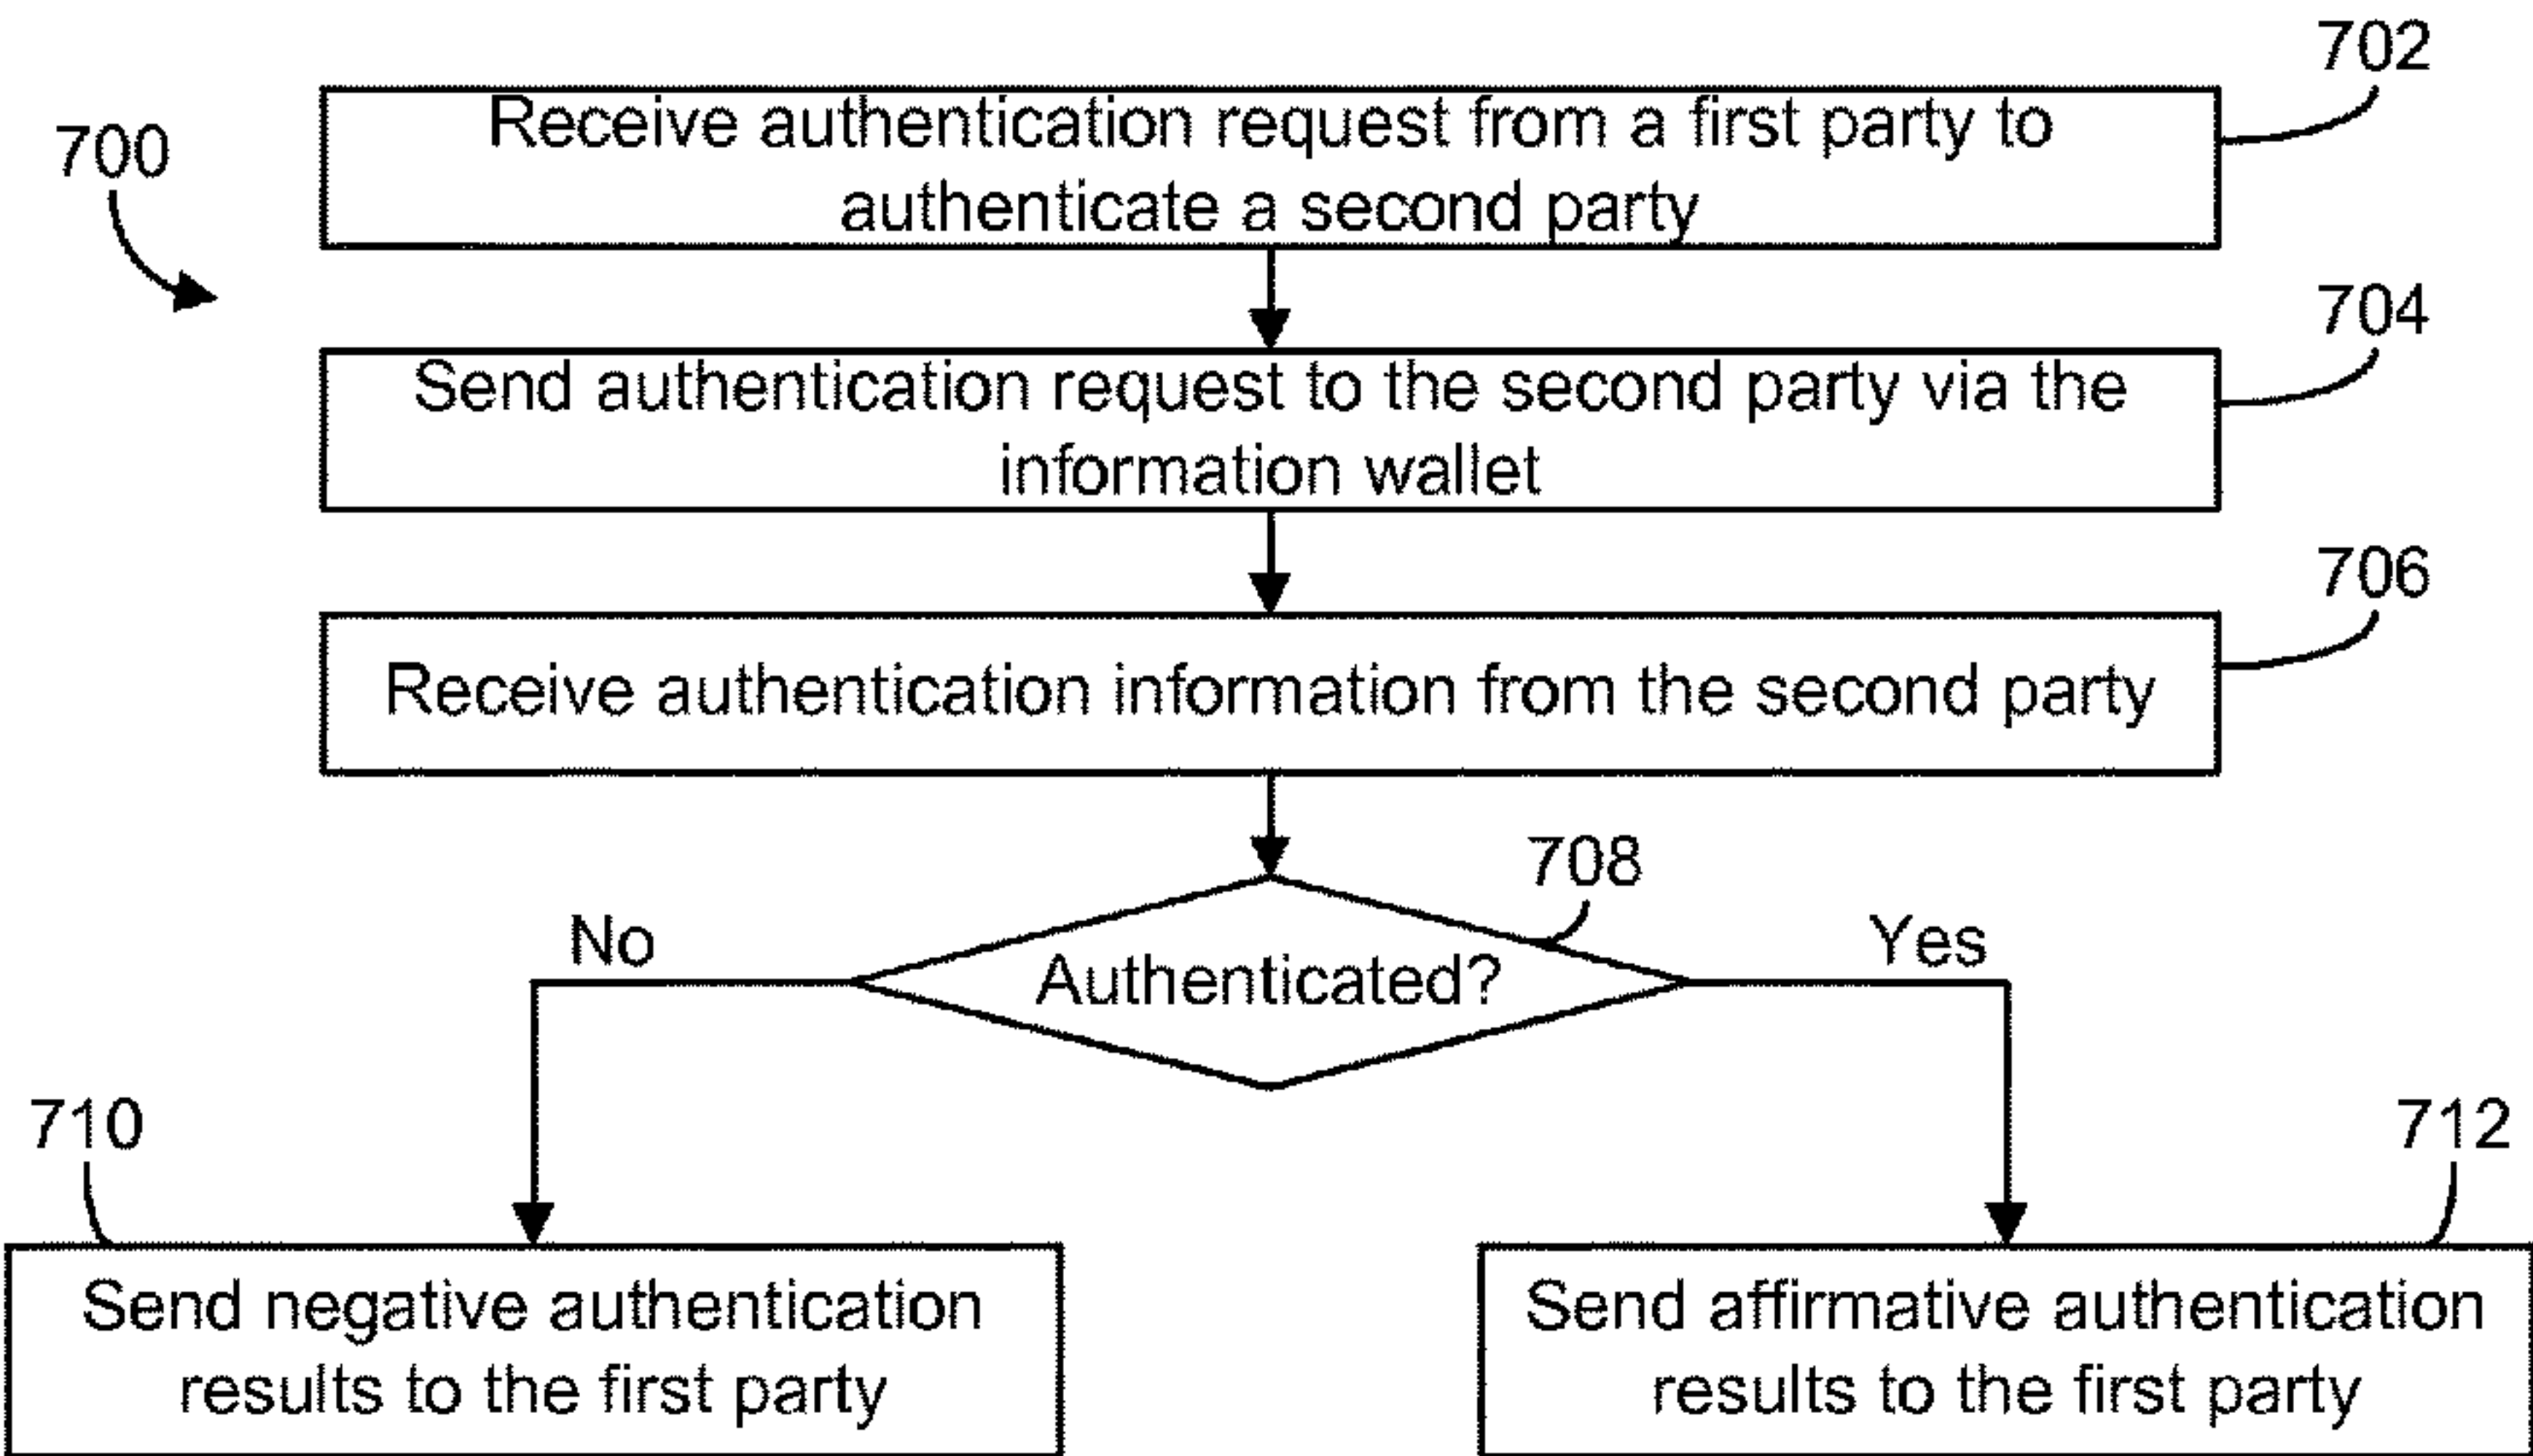 702
Receive authentication request from a first party to
authenticate a second party
700
704
Send authentication request to the second party via the
information wallet
706
Receive authentication information from the second party
708
No
Authenticated?
Yes
710
712
Send negative authentication
results to the first party
Send affirmative authentication
results to the first party